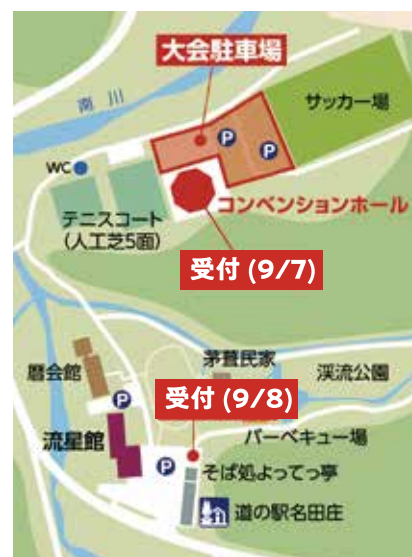 大会駐車場
南川
サッカー場
P
P
WC
コンベンションホール
テニスコート
(人工芝5面)
受付 (9/7)
暦会館
茅葺民家
渓流公園
P
受付 (9/8)
流星館
バーベキュー場
P
そば処よってっ亭
道の駅名田庄